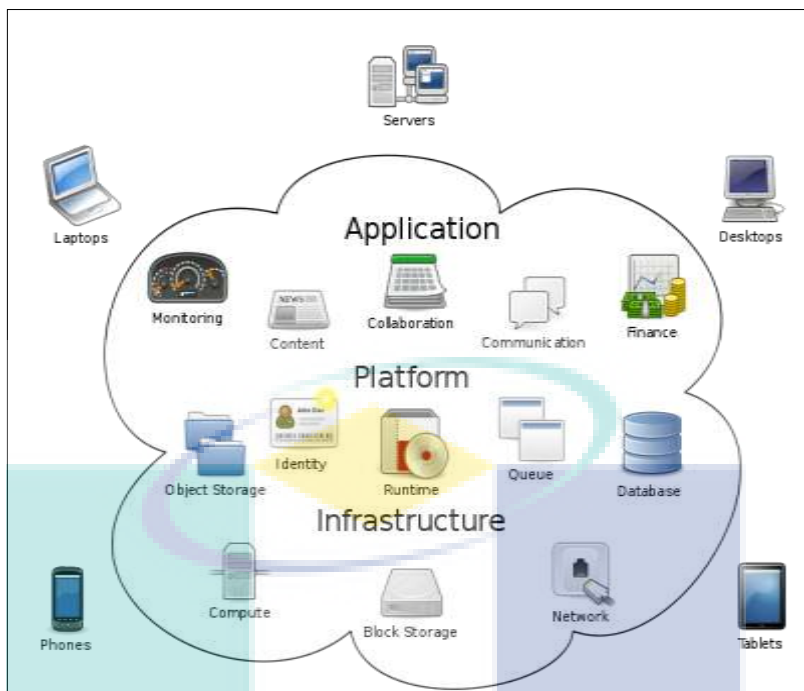 Servers
Laptops
Desktops
Application
Monitoring
Content
NEWS
Collaboration
Communication
Finance
Platform
Object Storage
Identity
Runtime
Queue
Database
Infrastructure
Compute
Block Storage
Network
Phones
Tablets